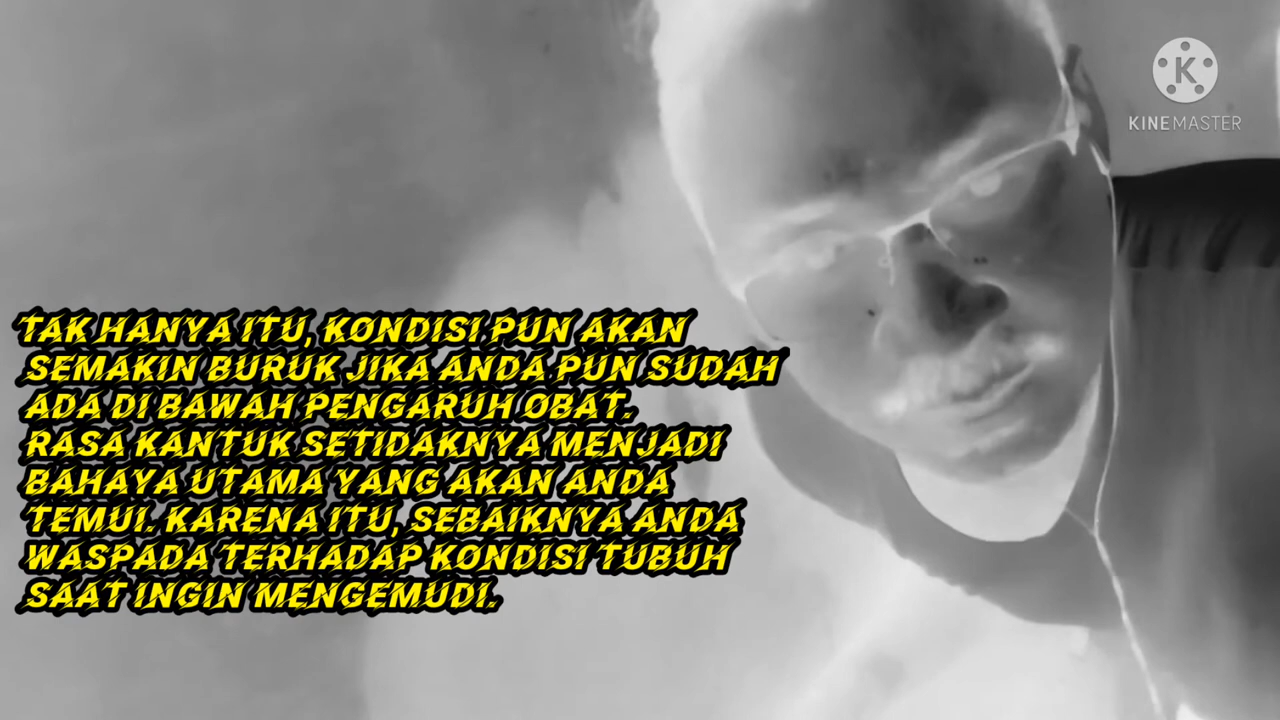 KINEMASTER
TAK HANYA ITU, KONDISI PUN AKAN
SEMAKIN BURUK JIKA ANDA PUN SUDAH
ADA DI BAWAH PENGARUH OBAT.
RASA KANTUK SETIDAKNYA MENJADI
BAHAYA UTAMA YANG AKAN ANDA
TEMUI. KARENA ITU, SEBAIKNYA ANDA
WASPADA TERHADAP KONDISI TUBUH
SAAT INGIN MENGEMUDI.